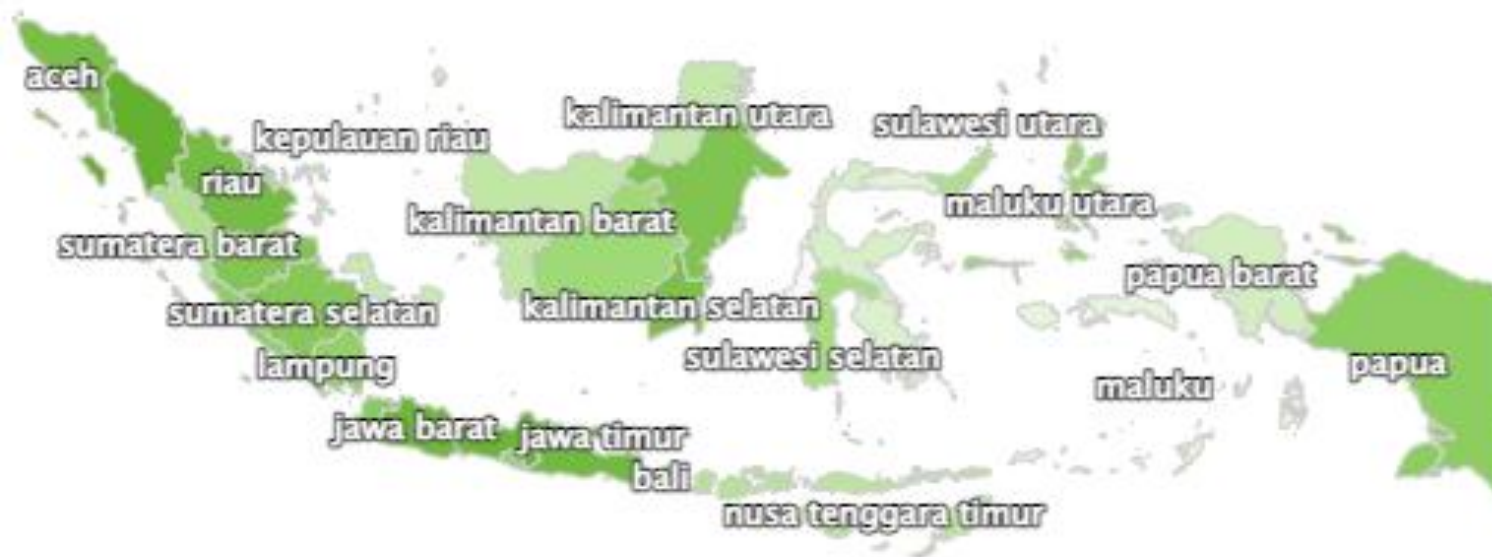 aceh
kepulauan riau
kalimantan utara
sulawesi utara
riau
kalimantan barat
maluku utara
sumatera barat
papua barat
sumatera selatan
kalimantan selatan
lampung
sulawesi selatan
papua
maluku
jawa barat
jawa timur
bali
nusa tenggara timur